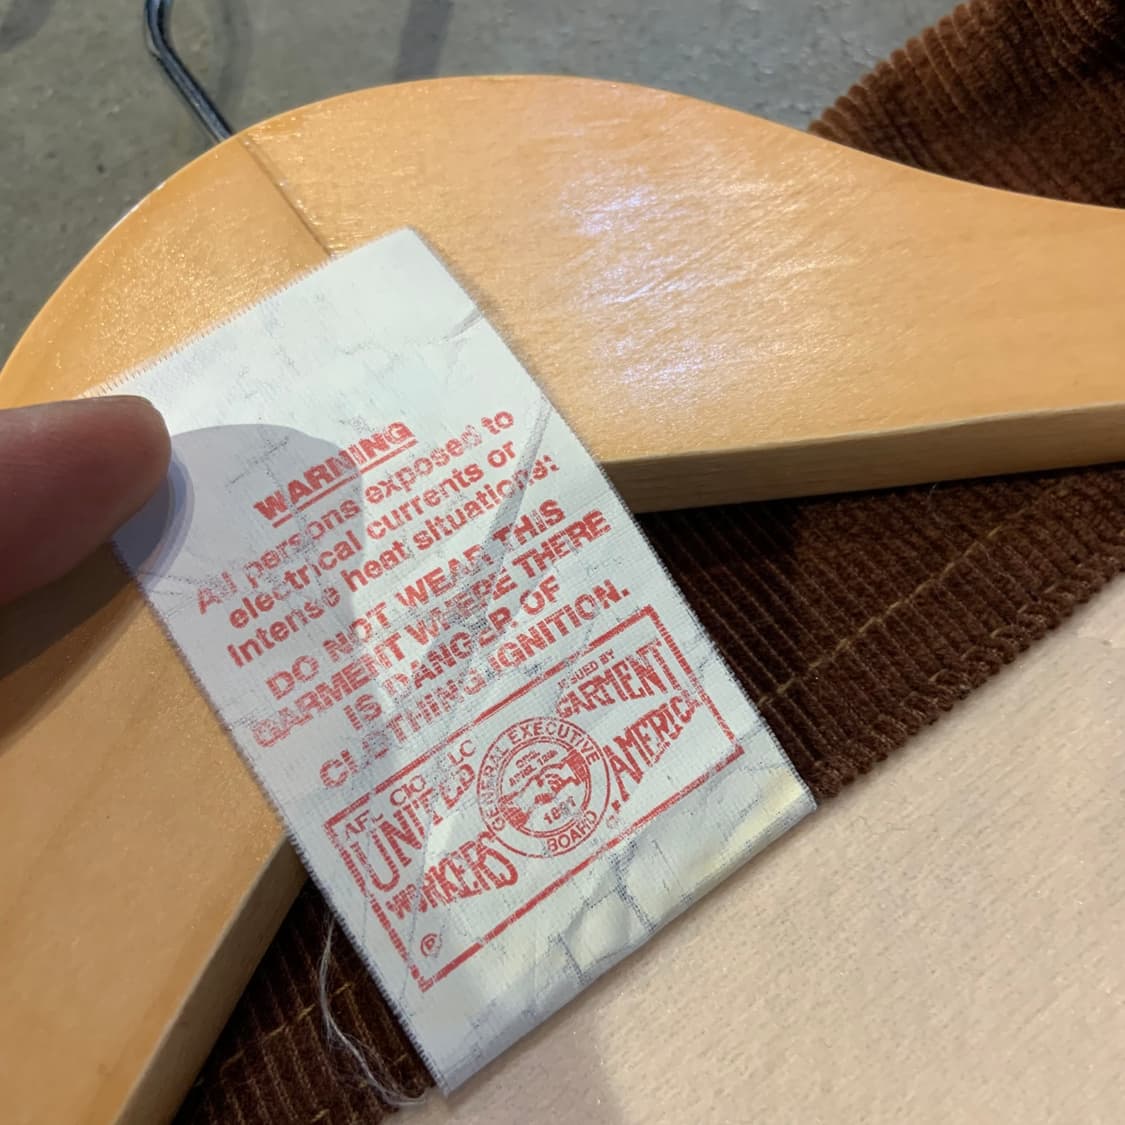 WARNING
All persons exposed to
electrical currents or
intense heat situations:
DO NOT WEAR THIS
GARMENT WHERE THERE
IS DANGER OF
CLOTHING IGNITION.
ISSUED BY
AFL CIO CLC
UNITED GARMENT
WORKERS OF AMERICA
GENERAL EXECUTIVE
BOARD
1891
®